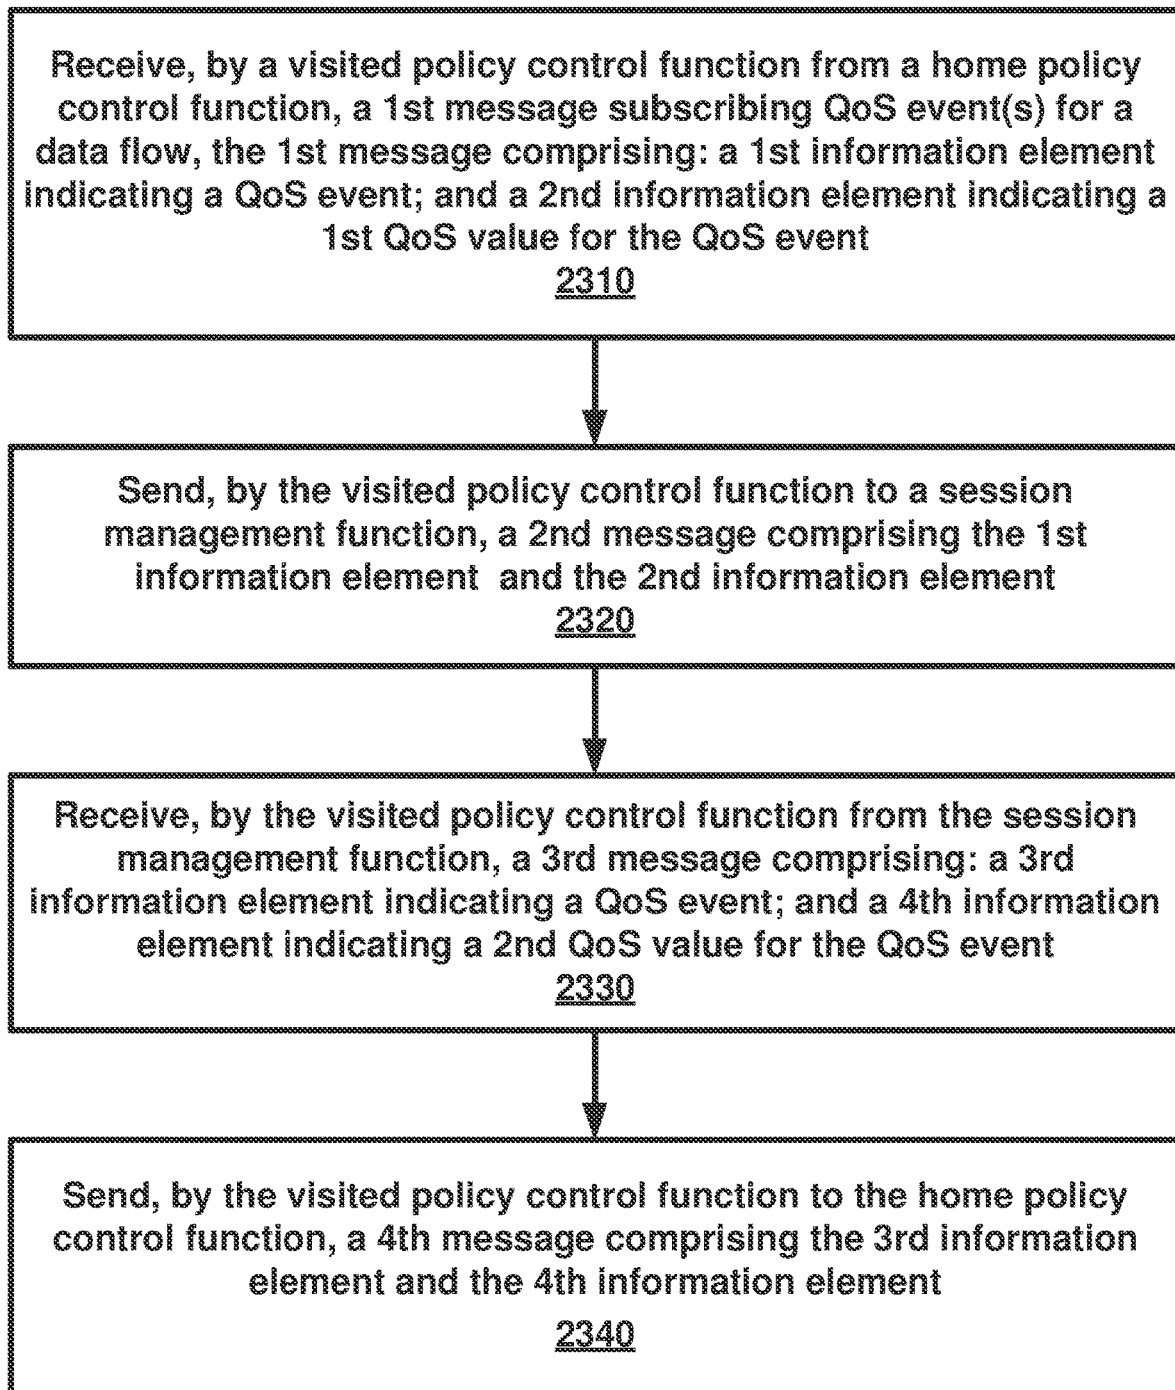 Receive, by a visited policy control function from a home policy
control function, a 1st message subscribing QoS event(s) for a
data flow, the 1st message comprising: a 1st information element
indicating a QoS event; and a 2nd information element indicating a
1st QoS value for the QoS event
2310
Send, by the visited policy control function to a session
management function, a 2nd message comprising the 1st
information element and the 2nd information element
2320
Receive, by the visited policy control function from the session
management function, a 3rd message comprising: a 3rd
information element indicating a QoS event; and a 4th information
element indicating a 2nd QoS value for the QoS event
2330
Send, by the visited policy control function to the home policy
control function, a 4th message comprising the 3rd information
element and the 4th information element
2340